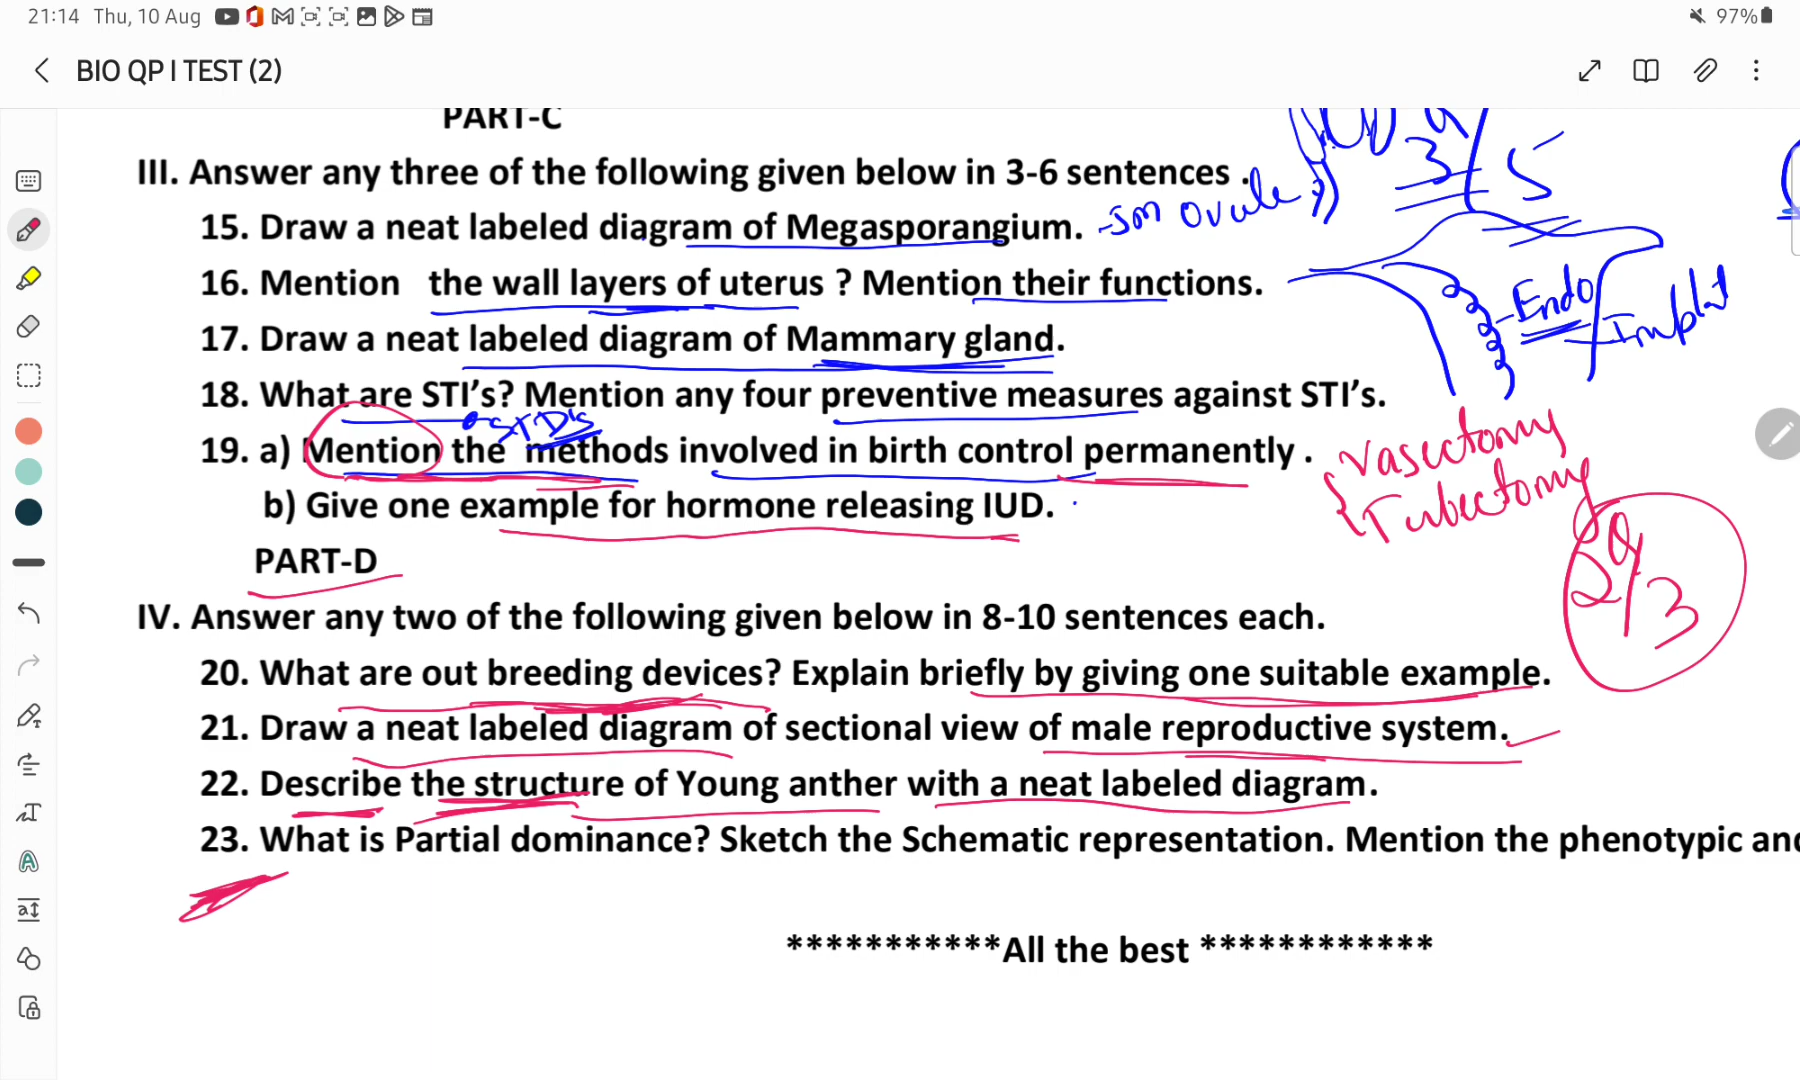 21:14 Thu, 10 Aug
97%
BIO QP I TEST (2)
PART-C
III. Answer any three of the following given below in 3-6 sentences .
3/5
15. Draw a neat labeled diagram of Megasporangium. -Sm ovule
16. Mention the wall layers of uterus ? Mention their functions.
-Endo
17. Draw a neat labeled diagram of Mammary gland.
18. What are STI's? Mention any four preventive measures against STI's.
STD's
19. a) Mention the methods involved in birth control permanently .
Vasectomy
Tubectomy
b) Give one example for hormone releasing IUD.
PART-D
2/3
IV. Answer any two of the following given below in 8-10 sentences each.
20. What are out breeding devices? Explain briefly by giving one suitable example.
21. Draw a neat labeled diagram of sectional view of male reproductive system.
22. Describe the structure of Young anther with a neat labeled diagram.
23. What is Partial dominance? Sketch the Schematic representation. Mention the phenotypic and
***********All the best ************